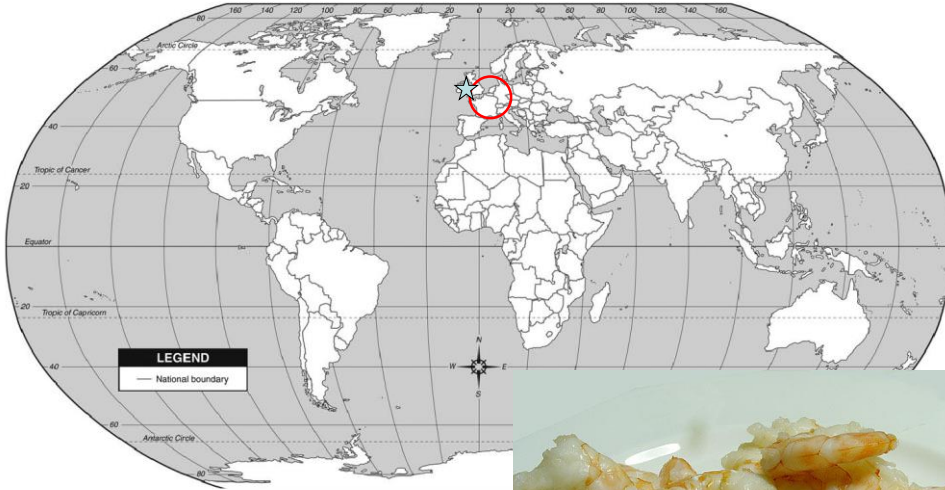 160 140 120 100 80 60 40 20 0 20 40 60 80 100 120 140 160
80
Arctic Circle
60
40
Tropic of Cancer
20
Equator
0
20
Tropic of Capricorn
LEGEND
National boundary
N
W E
S
40
60
Antarctic Circle
80